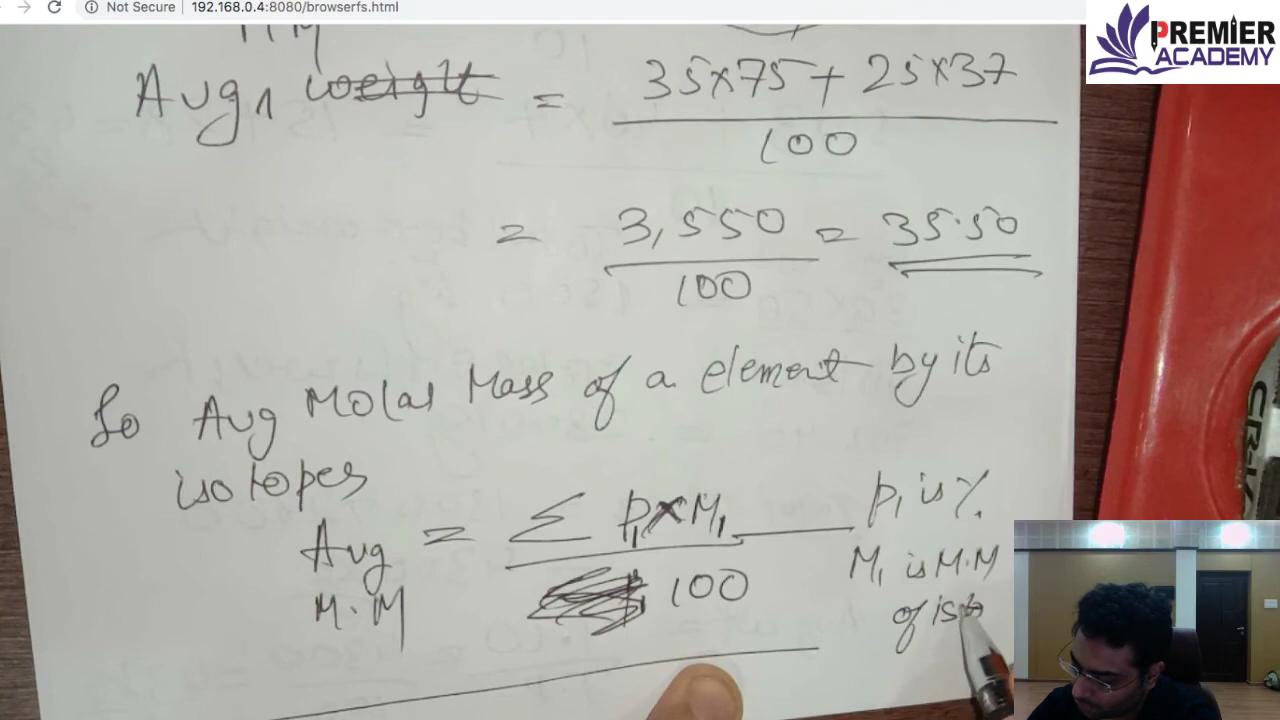 Not Secure | 192.168.0.4:8080/browserfs.html
PREMIER
ACADEMY
Avg weight = 35×75 + 25×37
100
= 3,550 = 35.50
100
So Avg Molar Mass of a element by its
isotopes
Avg = Σ P₁×M₁
M.M 100
P₁ is %
M₁ is M.M
of iso